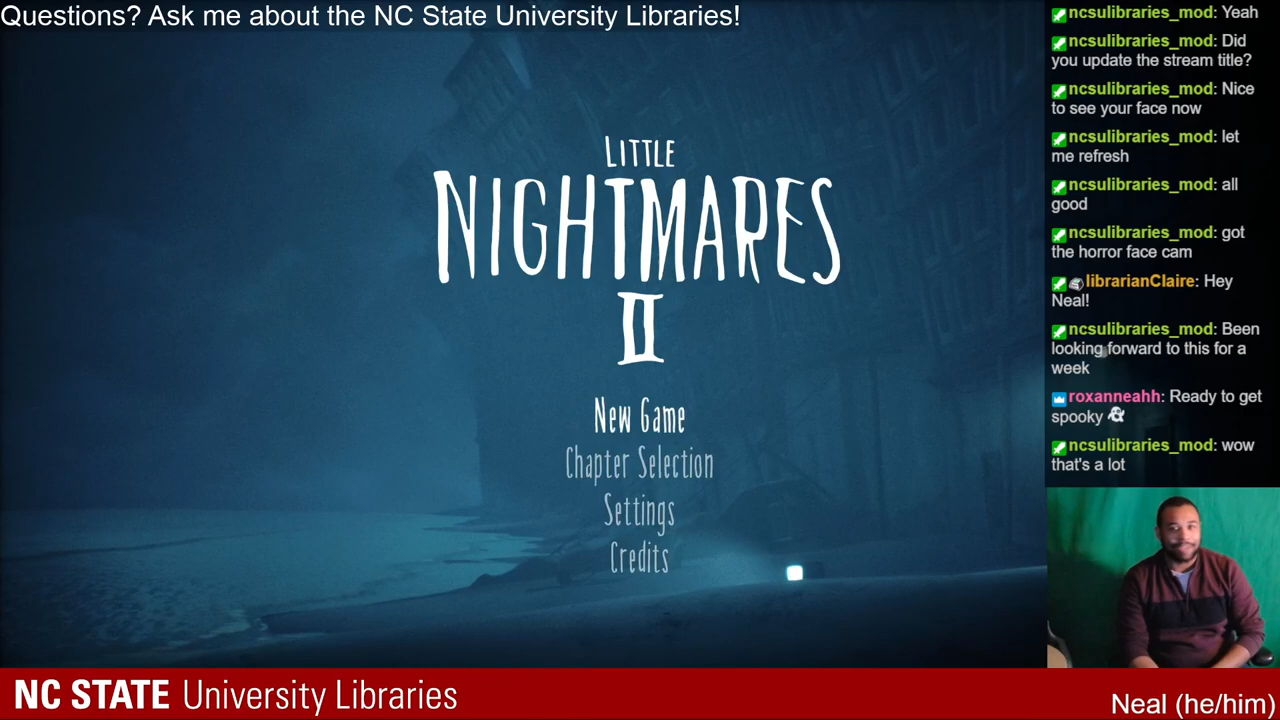 Questions? Ask me about the NC State University Libraries!
LITTLE
NIGHTMARES
II
New Game
Chapter Selection
Settings
Credits
ncsulibraries_mod: Yeah
ncsulibraries_mod: Did
you update the stream title?
ncsulibraries_mod: Nice
to see your face now
ncsulibraries_mod: let
me refresh
ncsulibraries_mod: all
good
ncsulibraries_mod: got
the horror face cam
librarianClaire: Hey
Neal!
ncsulibraries_mod: Been
looking forward to this for a
week
roxanneahh: Ready to get
spooky 👻
ncsulibraries_mod: wow
that's a lot
NC STATE University Libraries
Neal (he/him)